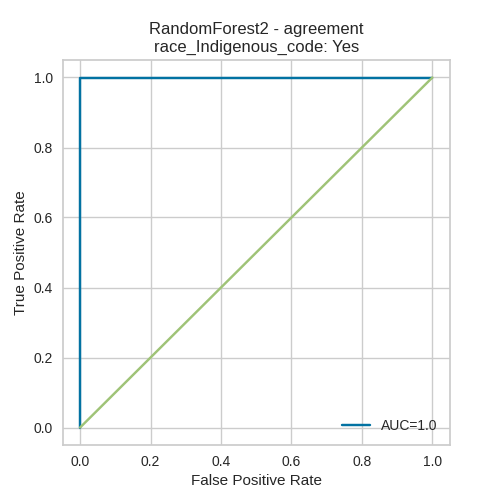 RandomForest2 - agreement
race_Indigenous_code: Yes
1.0
0.8
0.6
0.4
0.2
0.0
True Positive Rate
AUC=1.0
0.0 0.2 0.4 0.6 0.8 1.0
False Positive Rate